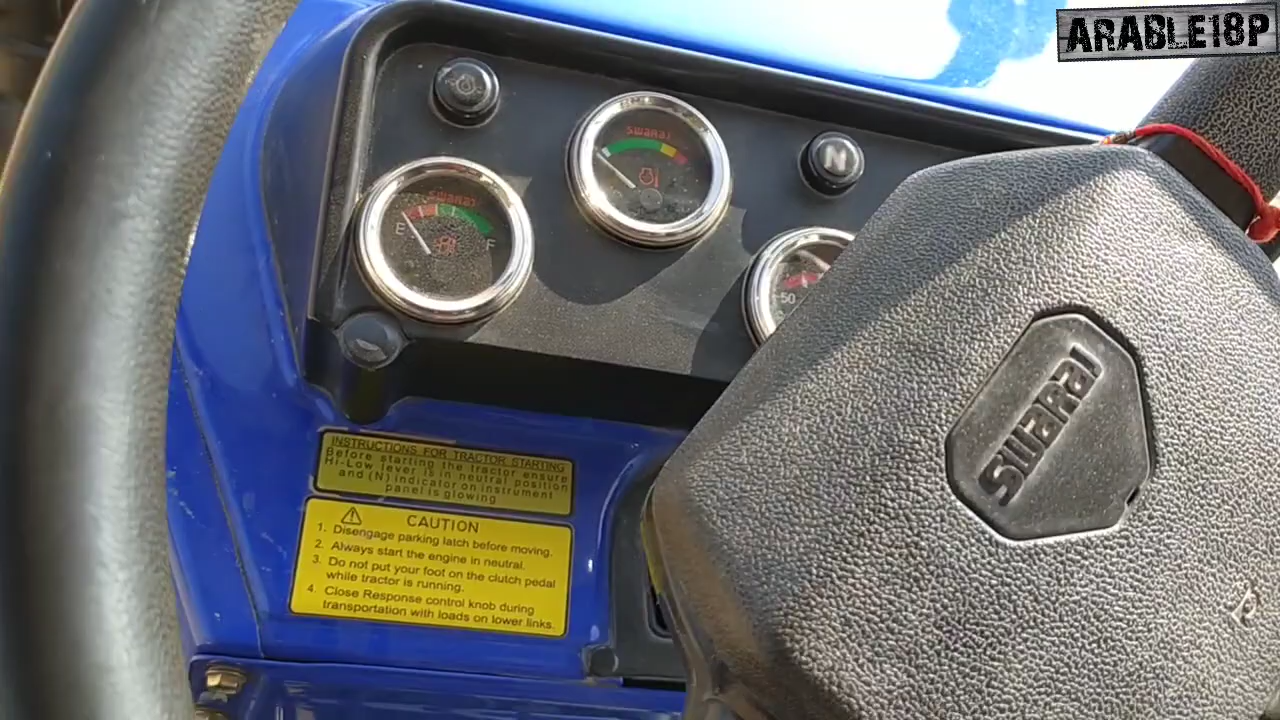 ARABLE18P
SWARAJ
N
SWARAJ
E
F
50
SWARAJ
INSTRUCTIONS FOR TRACTOR STARTING
Before starting the tractor ensure
Hi-Low lever is in neutral position
and (N) indicator on instrument
panel is glowing
CAUTION
1. Disengage parking latch before moving.
2. Always start the engine in neutral.
3. Do not put your foot on the clutch pedal
while tractor is running.
4. Close Response control knob during
transportation with loads on lower links.